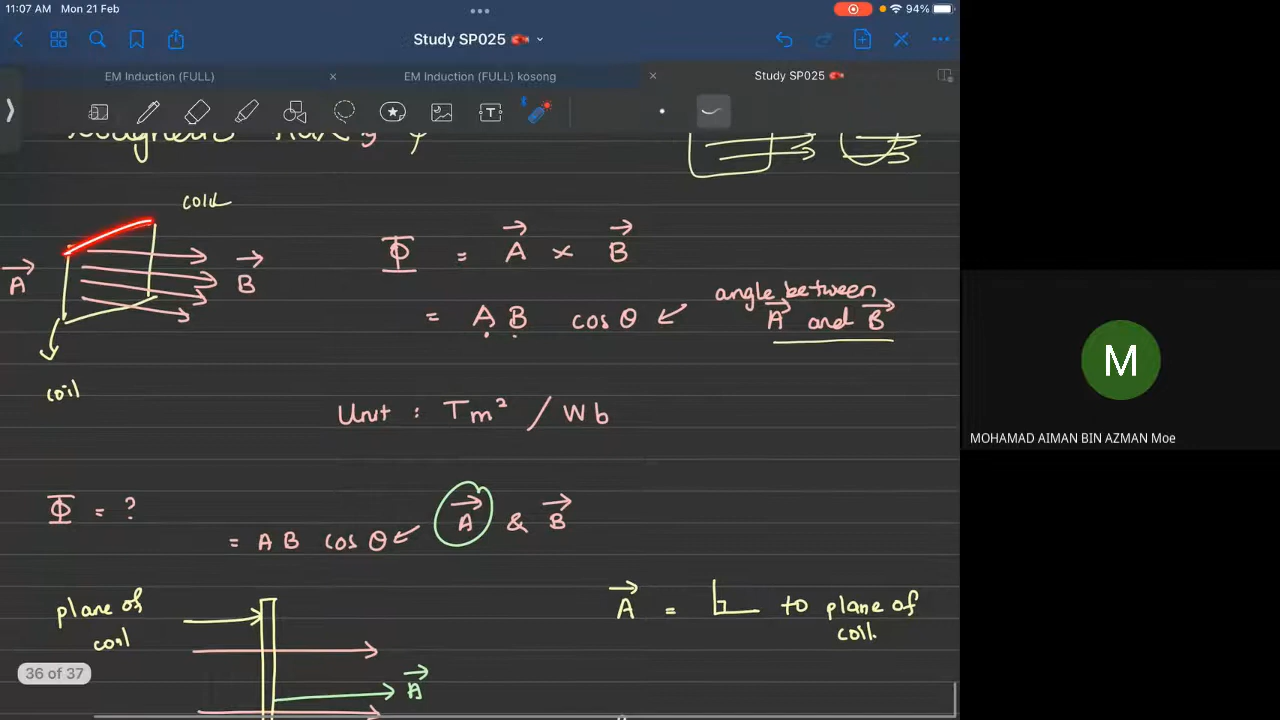 11:07 AM Mon 21 Feb
94%
Study SP025
EM Induction (FULL)
EM Induction (FULL) kosong
Study SP025
T
coil
A
B
Φ = A × B
= A B cos θ
angle between
A and B
coil
Unit : Tm² / Wb
Φ = ?
= A B cos θ
A & B
plane of
coil
A = to plane of
coil.
A
36 of 37
M
MOHAMAD AIMAN BIN AZMAN Moe